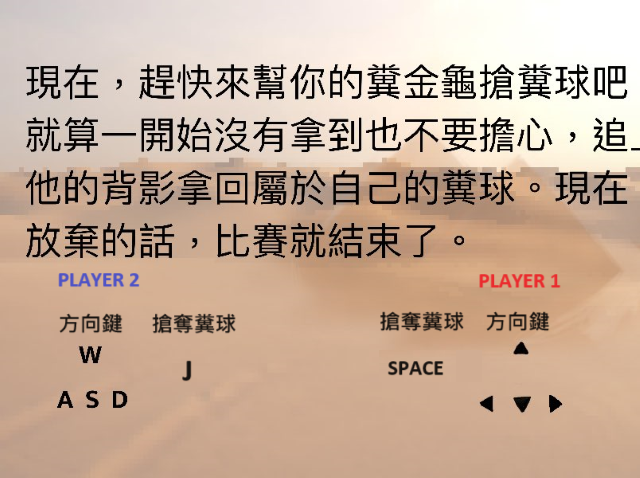 現在，趕快來幫你的糞金龜搶糞球吧
就算一開始沒有拿到也不要擔心，追上
他的背影拿回屬於自己的糞球。現在
放棄的話，比賽就結束了。
PLAYER 2
PLAYER 1
方向鍵 搶奪糞球
搶奪糞球 方向鍵
W
▲
J
SPACE
A S D
◀ ▼ ▶